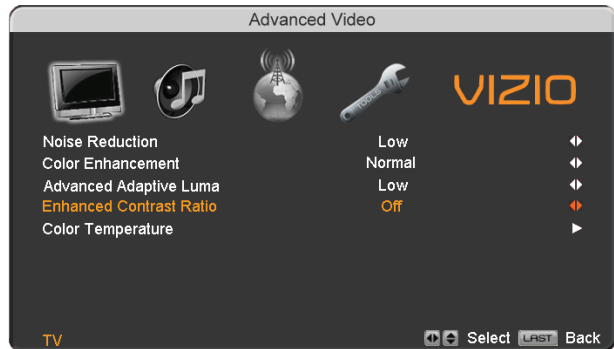 Advanced Video
TOOLS
VIZIO
Noise Reduction Low
Color Enhancement Normal
Advanced Adaptive Luma Low
Enhanced Contrast Ratio Off
Color Temperature
TV Select LAST Back